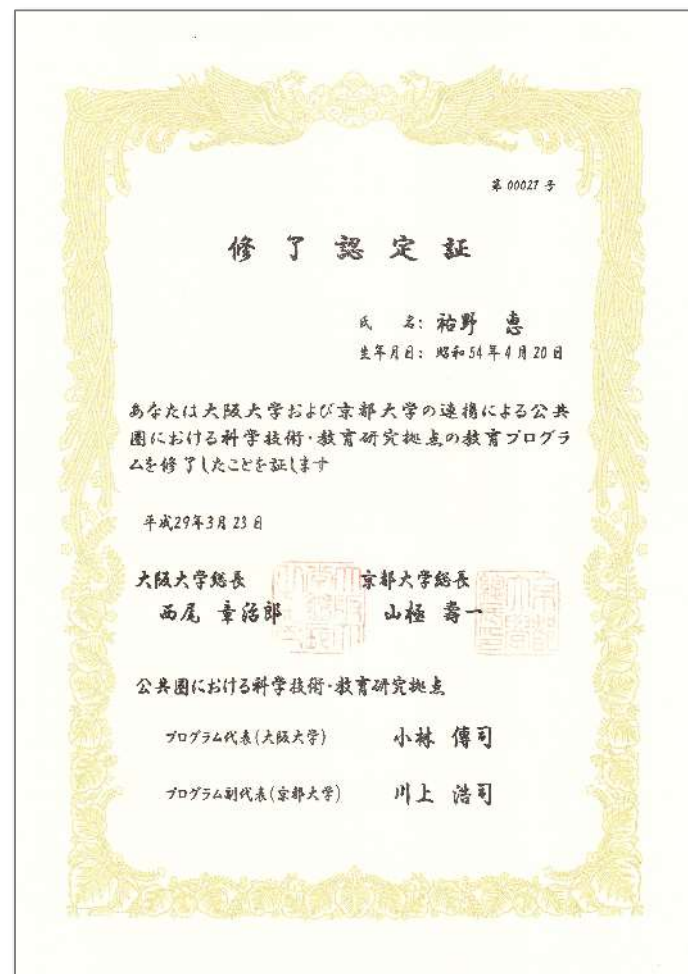 第00027号
修了認定証
氏 名: 祐野 恵
生年月日: 昭和54年4月20日
あなたは大阪大学および京都大学の連携による公共
圏における科学技術・教育研究拠点の教育プログラ
ムを修了したことを証します
平成29年3月23日
大阪大学総長 京都大学総長
西尾 章治郎 山極 壽一
公共圏における科学技術・教育研究拠点
プログラム代表(大阪大学) 小林 傳司
プログラム副代表(京都大学) 川上 浩司